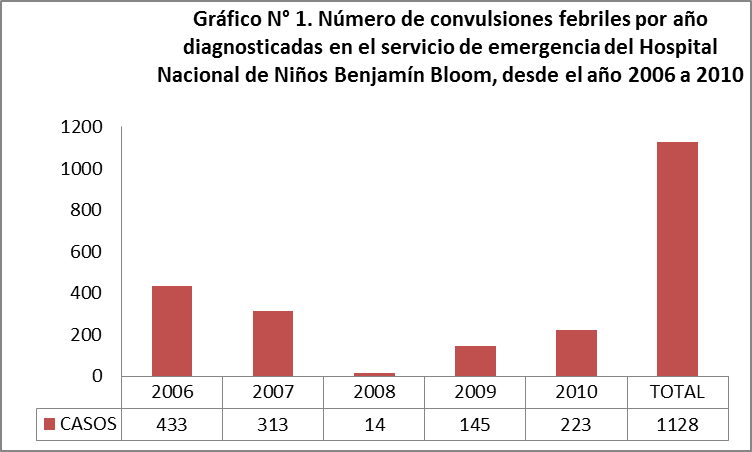 Gráfico N° 1. Número de convulsiones febriles por año
diagnosticadas en el servicio de emergencia del Hospital
Nacional de Niños Benjamín Bloom, desde el año 2006 a 2010
1200
1000
800
600
400
200
0
2006 2007 2008 2009 2010 TOTAL
CASOS 433 313 14 145 223 1128